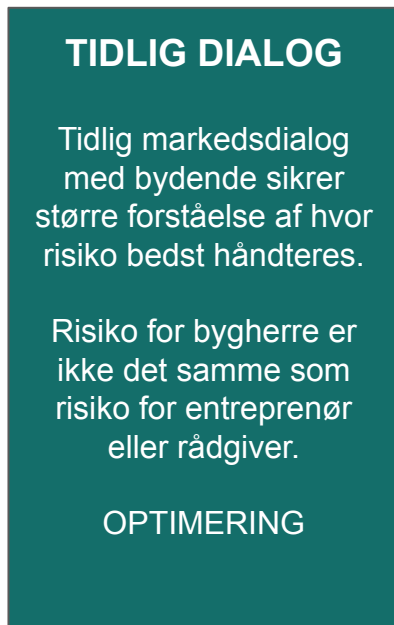 TIDLIG DIALOG
Tidlig markedsdialog
med bydende sikrer
større forståelse af hvor
risiko bedst håndteres.
Risiko for bygherre er
ikke det samme som
risiko for entreprenør
eller rådgiver.
OPTIMERING